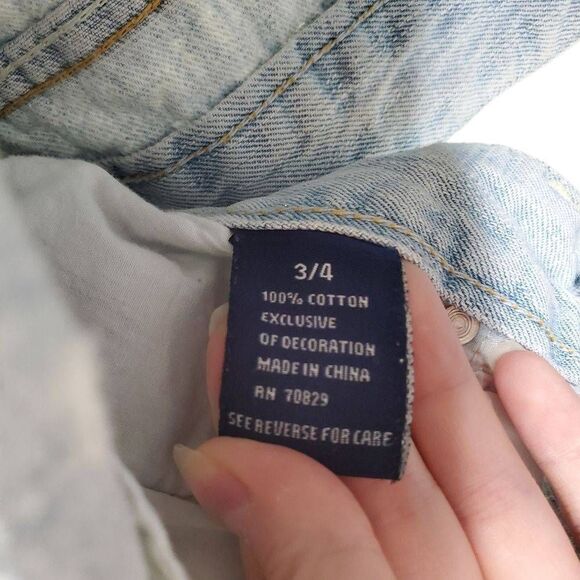 3/4
100% COTTON
EXCLUSIVE
OF DECORATION
MADE IN CHINA
RN 70829
SEE REVERSE FOR CARE